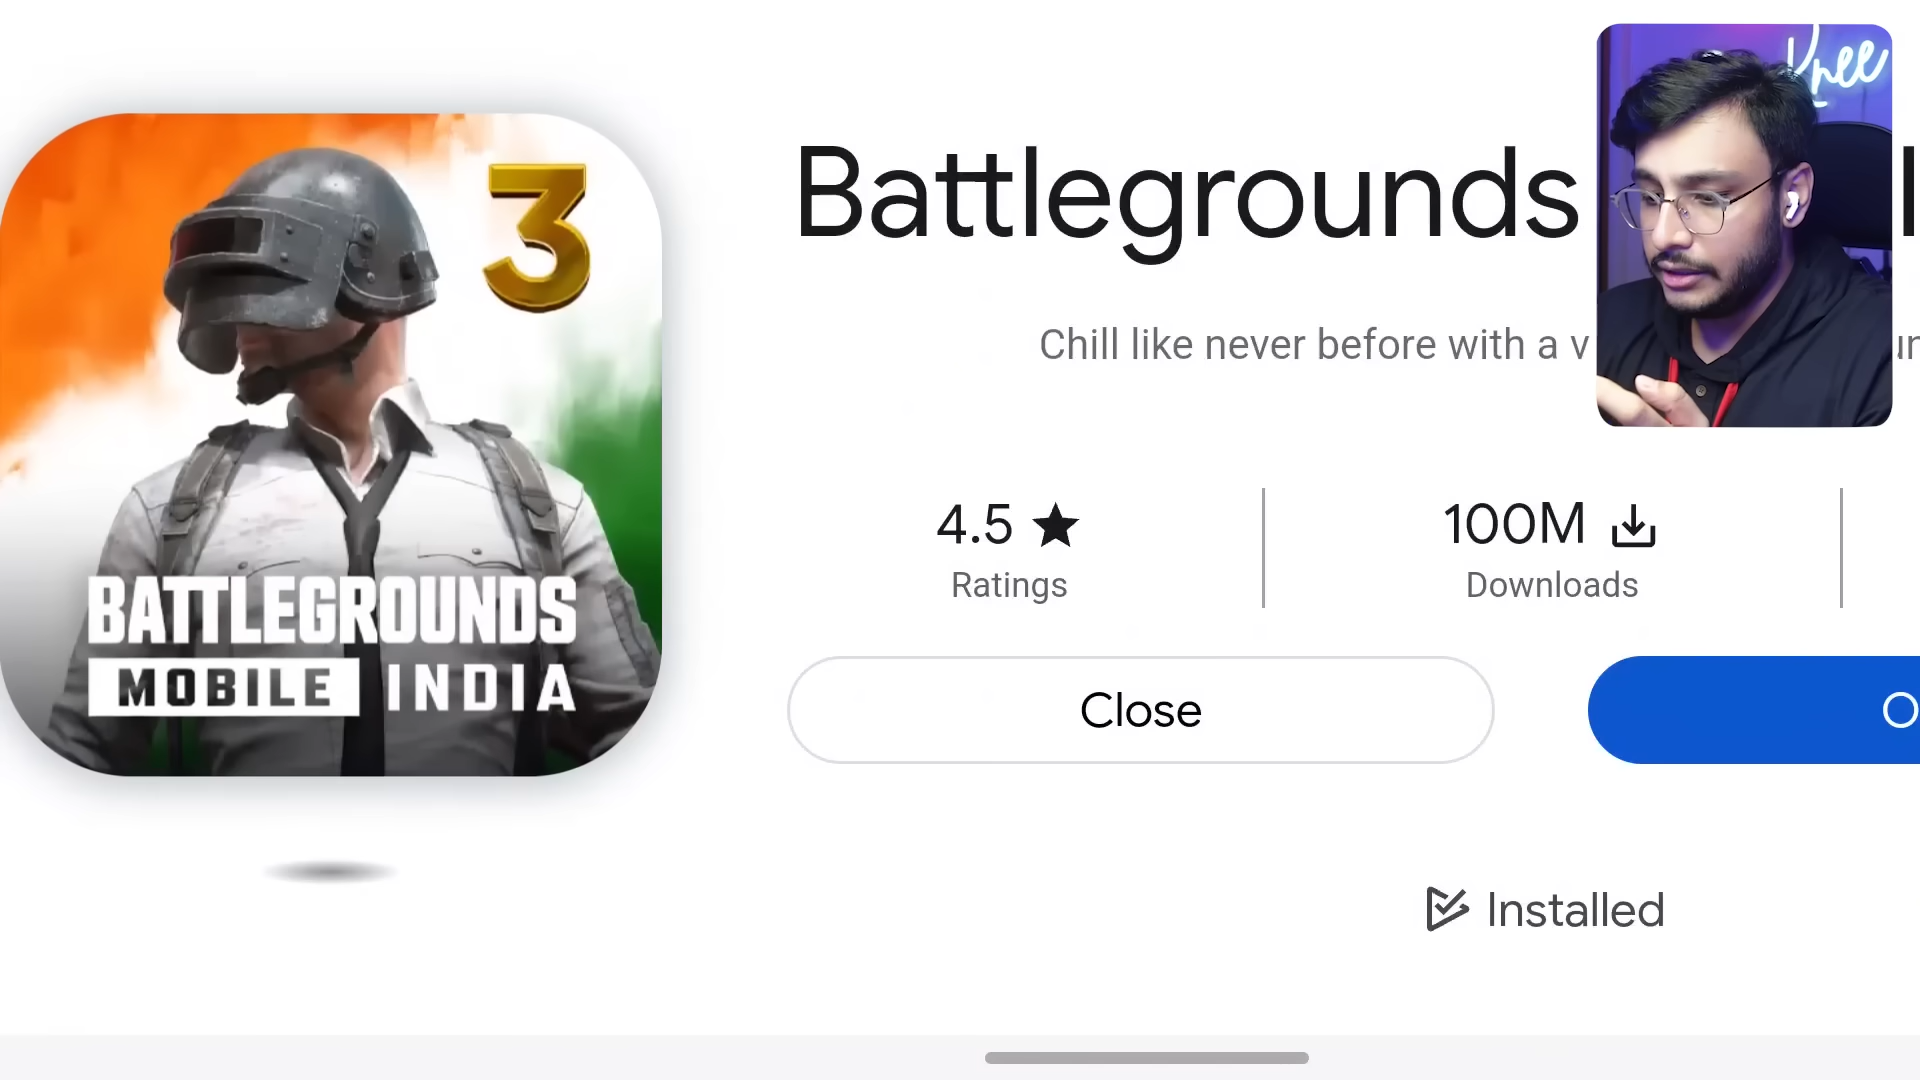 3
BATTLEGROUNDS
MOBILE INDIA
Battlegrounds
Chill like never before with a
4.5
Ratings
100M
Downloads
Close
Installed